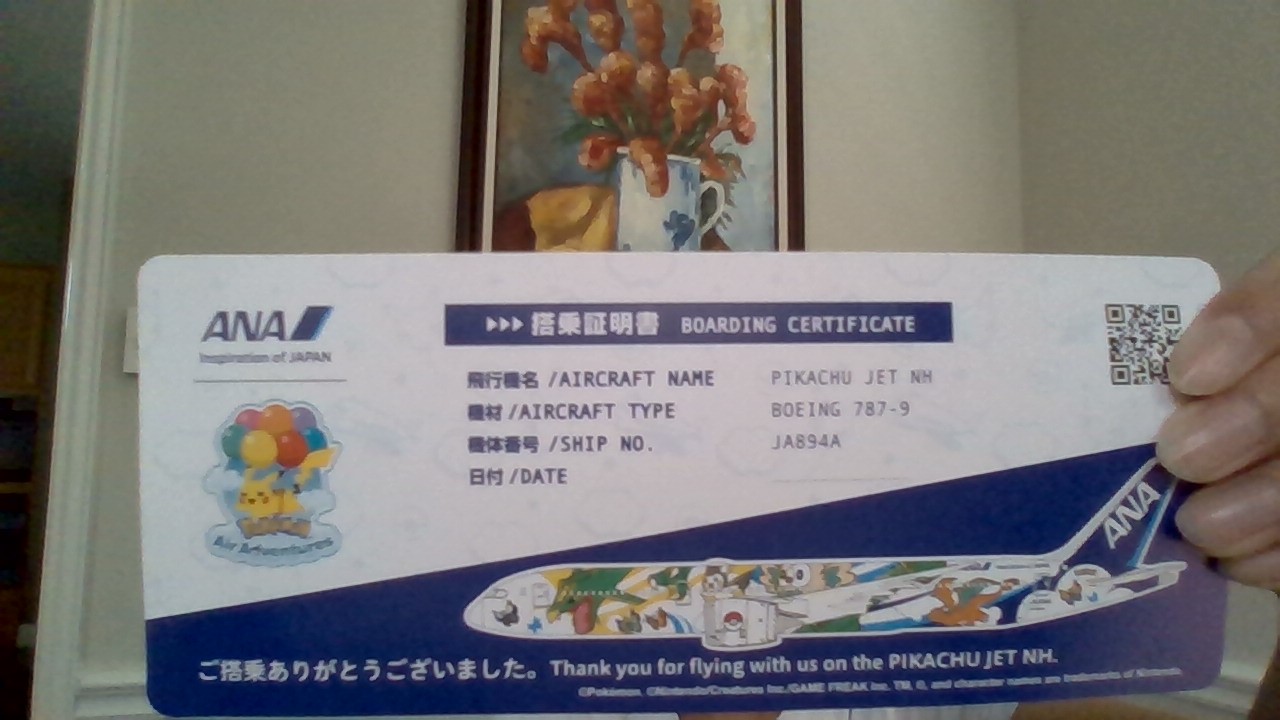 ANA
Inspiration of JAPAN
搭乗証明書 BOARDING CERTIFICATE
飛行機名 /AIRCRAFT NAME PIKACHU JET NH
機材 /AIRCRAFT TYPE BOEING 787-9
機体番号 /SHIP NO. JA894A
日付 /DATE
Air Adventures
ANA
ご搭乗ありがとうございました。Thank you for flying with us on the PIKACHU JET NH.
©Pokémon. ©Nintendo/Creatures Inc./GAME FREAK inc. TM, ®, and character names are trademarks of Nintendo.